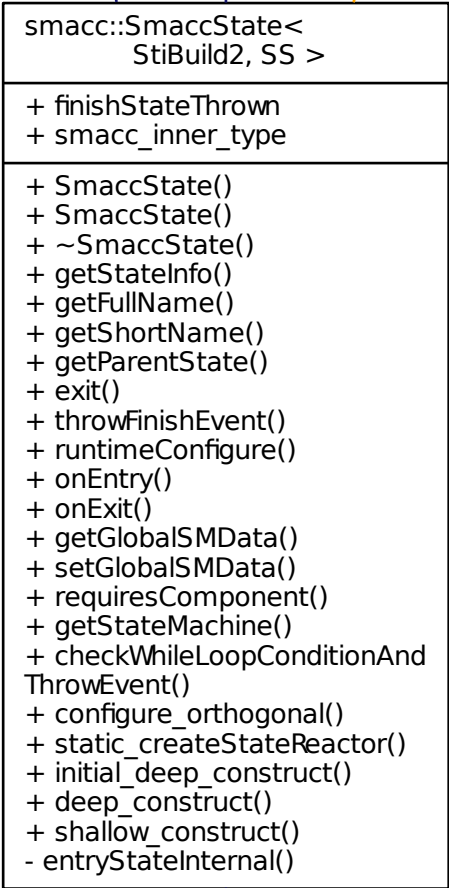 smacc::SmaccState<
StiBuild2, SS >
+ finishStateThrown
+ smacc_inner_type
+ SmaccState()
+ SmaccState()
+ ~SmaccState()
+ getStateInfo()
+ getFullName()
+ getShortName()
+ getParentState()
+ exit()
+ throwFinishEvent()
+ runtimeConfigure()
+ onEntry()
+ onExit()
+ getGlobalSMData()
+ setGlobalSMData()
+ requiresComponent()
+ getStateMachine()
+ checkWhileLoopConditionAnd
ThrowEvent()
+ configure_orthogonal()
+ static_createStateReactor()
+ initial_deep_construct()
+ deep_construct()
+ shallow_construct()
- entryStateInternal()